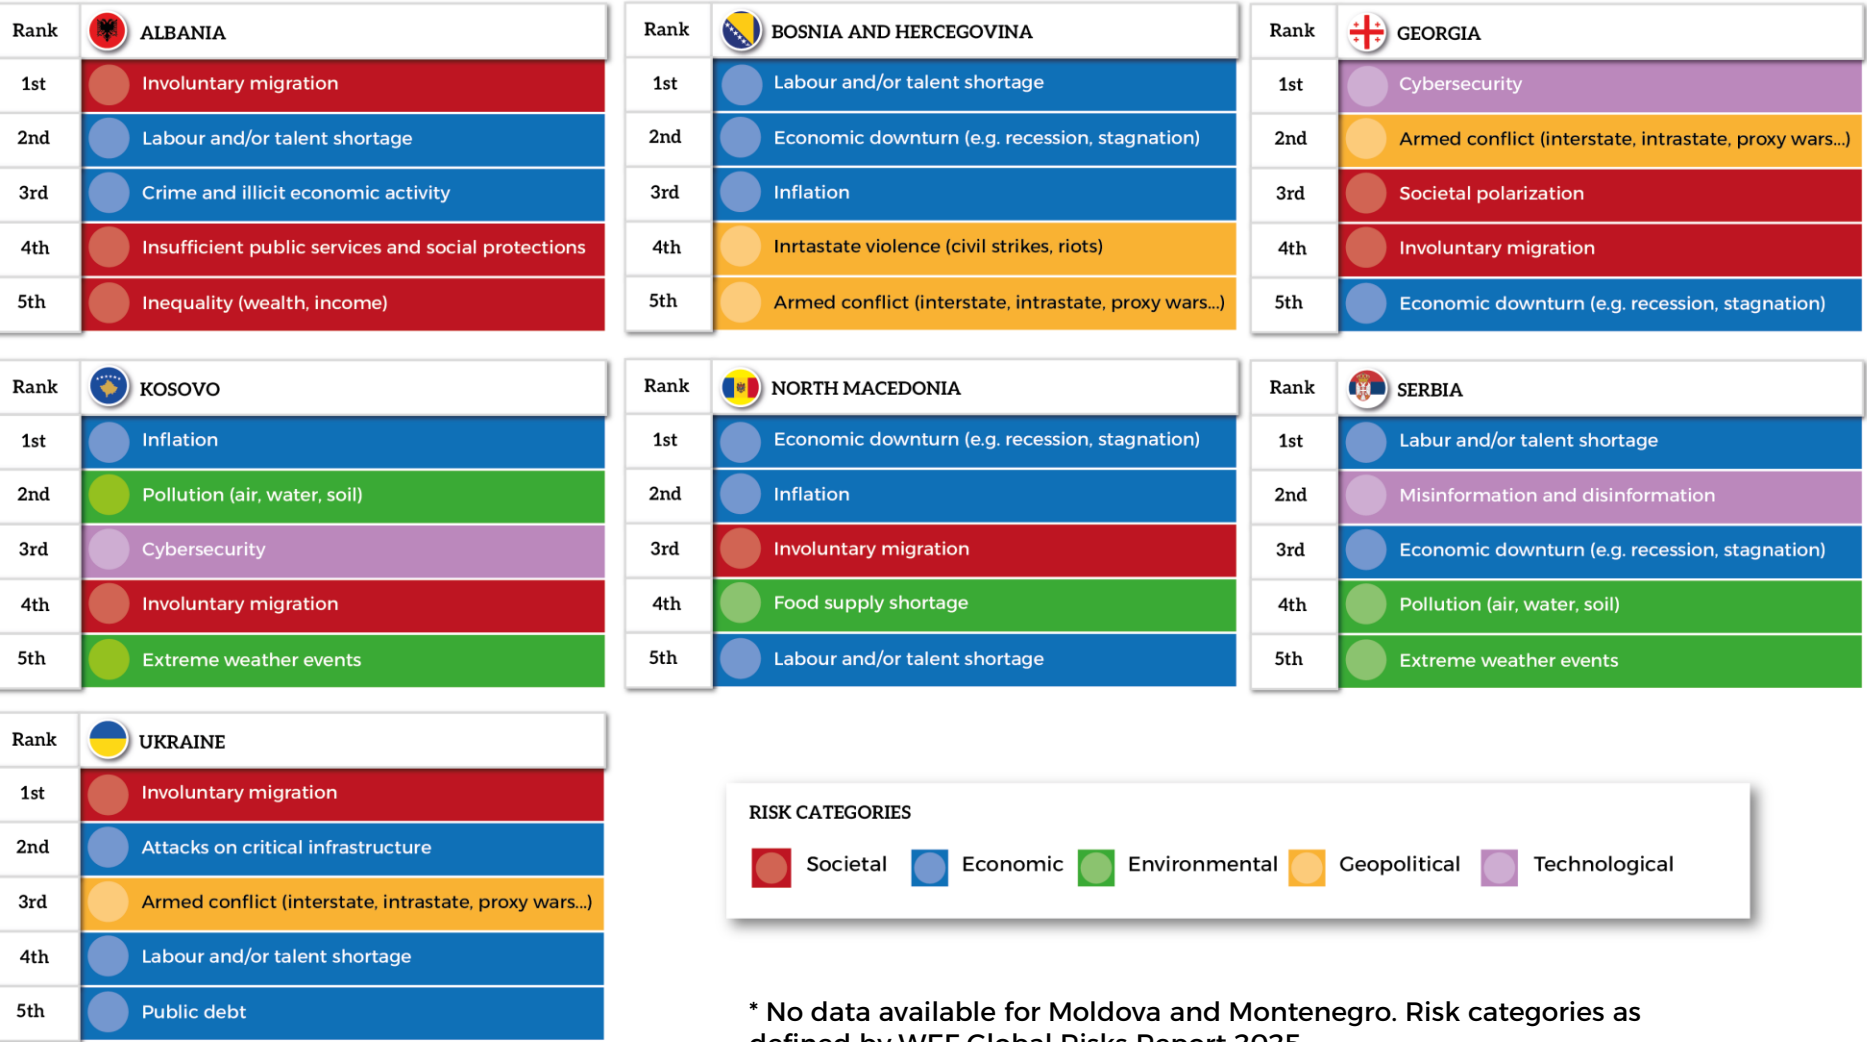 Rank ALBANIA
1st Involuntary migration
2nd Labour and/or talent shortage
3rd Crime and illicit economic activity
4th Insufficient public services and social protections
5th Inequality (wealth, income)
Rank BOSNIA AND HERCEGOVINA
1st Labour and/or talent shortage
2nd Economic downturn (e.g. recession, stagnation)
3rd Inflation
4th Inrtastate violence (civil strikes, riots)
5th Armed conflict (interstate, intrastate, proxy wars...)
Rank GEORGIA
1st Cybersecurity
2nd Armed conflict (interstate, intrastate, proxy wars...)
3rd Societal polarization
4th Involuntary migration
5th Economic downturn (e.g. recession, stagnation)
Rank KOSOVO
1st Inflation
2nd Pollution (air, water, soil)
3rd Cybersecurity
4th Involuntary migration
5th Extreme weather events
Rank NORTH MACEDONIA
1st Economic downturn (e.g. recession, stagnation)
2nd Inflation
3rd Involuntary migration
4th Food supply shortage
5th Labour and/or talent shortage
Rank SERBIA
1st Labur and/or talent shortage
2nd Misinformation and disinformation
3rd Economic downturn (e.g. recession, stagnation)
4th Pollution (air, water, soil)
5th Extreme weather events
Rank UKRAINE
1st Involuntary migration
2nd Attacks on critical infrastructure
3rd Armed conflict (interstate, intrastate, proxy wars...)
4th Labour and/or talent shortage
5th Public debt
RISK CATEGORIES
Societal Economic Environmental Geopolitical Technological
* No data available for Moldova and Montenegro. Risk categories as
defined by WEF Global Risks Report 2025